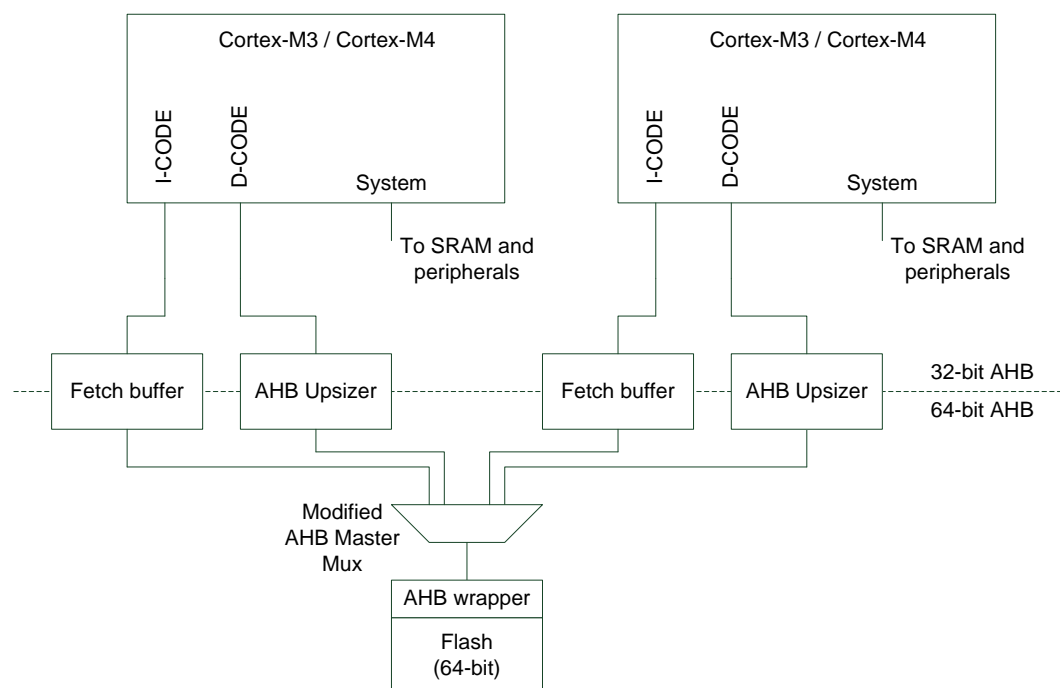 Cortex-M3 / Cortex-M4
I-CODE
D-CODE
System
To SRAM and
peripherals
Cortex-M3 / Cortex-M4
I-CODE
D-CODE
System
To SRAM and
peripherals
Fetch buffer
AHB Upsizer
Fetch buffer
AHB Upsizer
32-bit AHB
64-bit AHB
Modified
AHB Master
Mux
AHB wrapper
Flash
(64-bit)